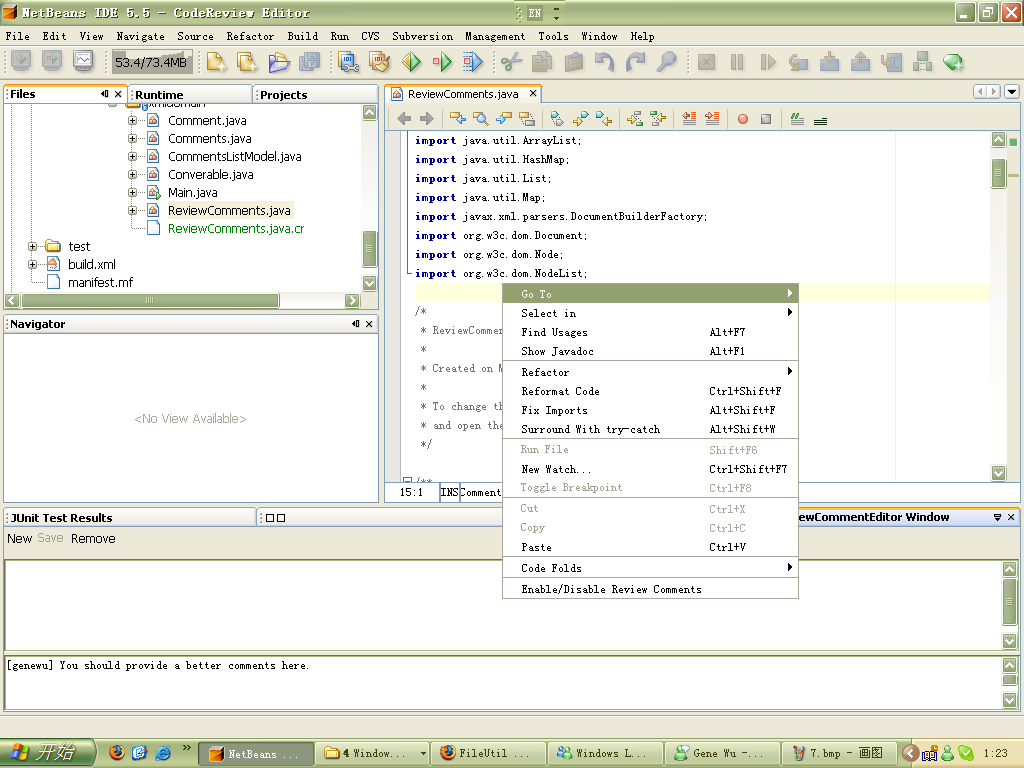 NetBeans IDE 5.5 - CodeReview Editor
EN
File Edit View Navigate Source Refactor Build Run CVS Subversion Management Tools Window Help
53.4/73.4MB
Files
Runtime
Projects
Comment.java
Comments.java
CommentsListModel.java
Converable.java
Main.java
ReviewComments.java
ReviewComments.java.cr
test
build.xml
manifest.mf
Navigator
<No View Available>
ReviewComments.java
import java.util.ArrayList;
import java.util.HashMap;
import java.util.List;
import java.util.Map;
import javax.xml.parsers.DocumentBuilderFactory;
import org.w3c.dom.Document;
import org.w3c.dom.Node;
import org.w3c.dom.NodeList;
/*
* ReviewCommen
*
* Created on M
*
* To change th
* and open the
*/
/**
15:1 INS Comment
Go To
Select in
Find Usages Alt+F7
Show Javadoc Alt+F1
Refactor
Reformat Code Ctrl+Shift+F
Fix Imports Alt+Shift+F
Surround With try-catch Alt+Shift+W
Run File Shift+F6
New Watch... Ctrl+Shift+F7
Toggle Breakpoint Ctrl+F8
Cut Ctrl+X
Copy Ctrl+C
Paste Ctrl+V
Code Folds
Enable/Disable Review Comments
JUnit Test Results
ewCommentEditor Window
New Save Remove
[genewu] You should provide a better comments here.
开始
NetBeans ...
4 Window...
FileUtil ...
Windows L...
Gene Wu -...
7.bmp - 画图
1:23